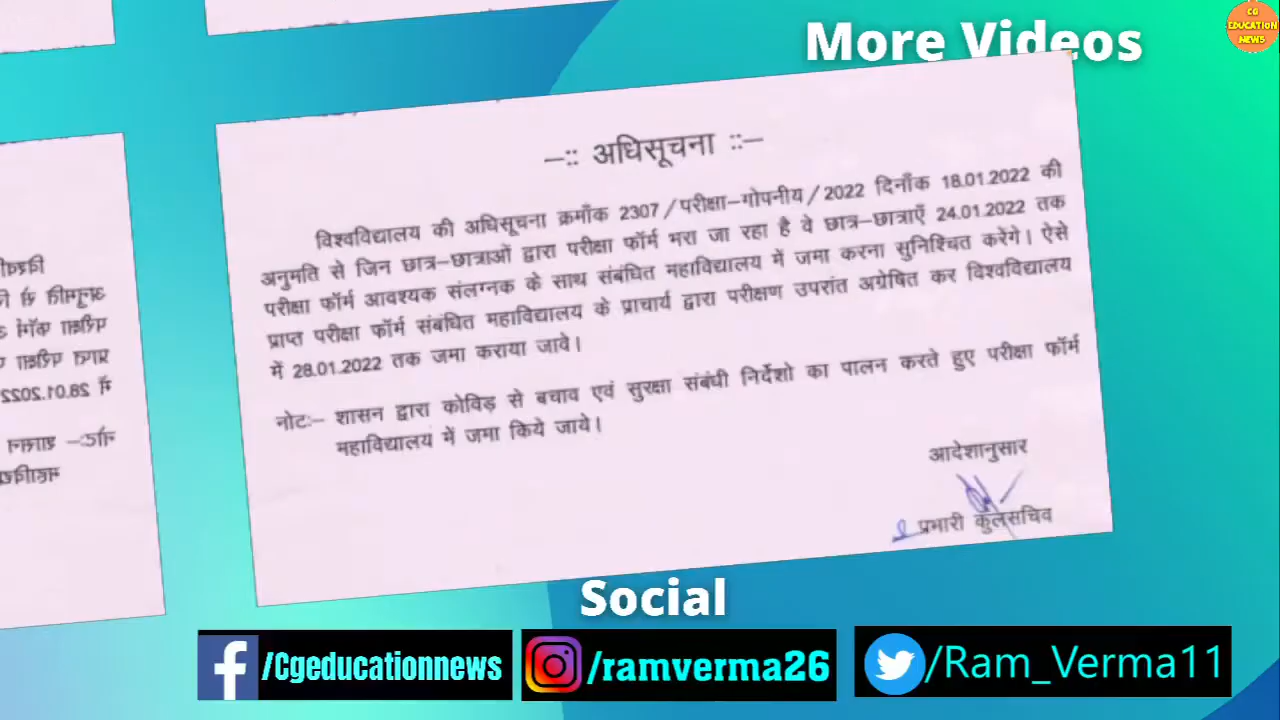 More Videos
CG
EDUCATION
NEWS
—:: अधिसूचना ::—
विश्वविद्यालय की अधिसूचना क्रमाँक 2307/परीक्षा–गोपनीय/2022 दिनाँक 18.01.2022 की
अनुमति से जिन छात्र–छात्राओं द्वारा परीक्षा फॉर्म भरा जा रहा है वे छात्र–छात्राऍं 24.01.2022 तक
परीक्षा फॉर्म आवश्यक संलग्नक के साथ संबंधित महाविद्यालय में जमा करना सुनिश्चित करेंगे। ऐसे
प्राप्त परीक्षा फॉर्म संबंधित महाविद्यालय के प्राचार्य द्वारा परीक्षण उपरांत अग्रेषित कर विश्वविद्यालय
में 28.01.2022 तक जमा कराया जावे।
नोटः– शासन द्वारा कोविड़ से बचाव एवं सुरक्षा संबंधी निर्देशो का पालन करते हुए परीक्षा फॉर्म
महाविद्यालय में जमा किये जाये।
आदेशानुसार
प्रभारी कुलसचिव
Social
/Cgeducationnews
/ramverma26
/Ram_Verma11